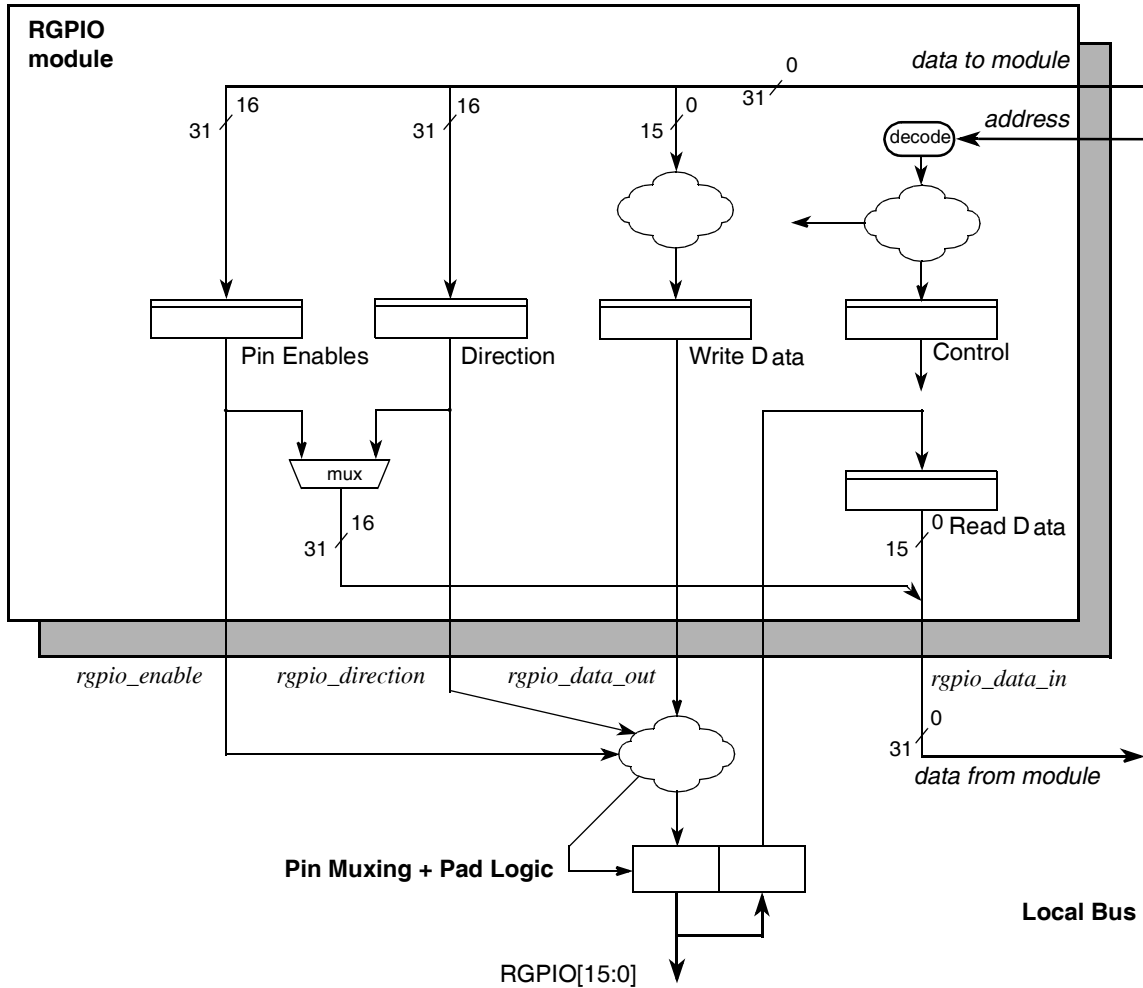 RGPIO
module
data to module
0
31
16
31
16
31
0
15
address
decode
Pin Enables
Direction
Write Data
Control
mux
16
31
0
15
Read Data
rgpio_enable
rgpio_direction
rgpio_data_out
rgpio_data_in
0
31
data from module
Pin Muxing + Pad Logic
Local Bus
RGPIO[15:0]